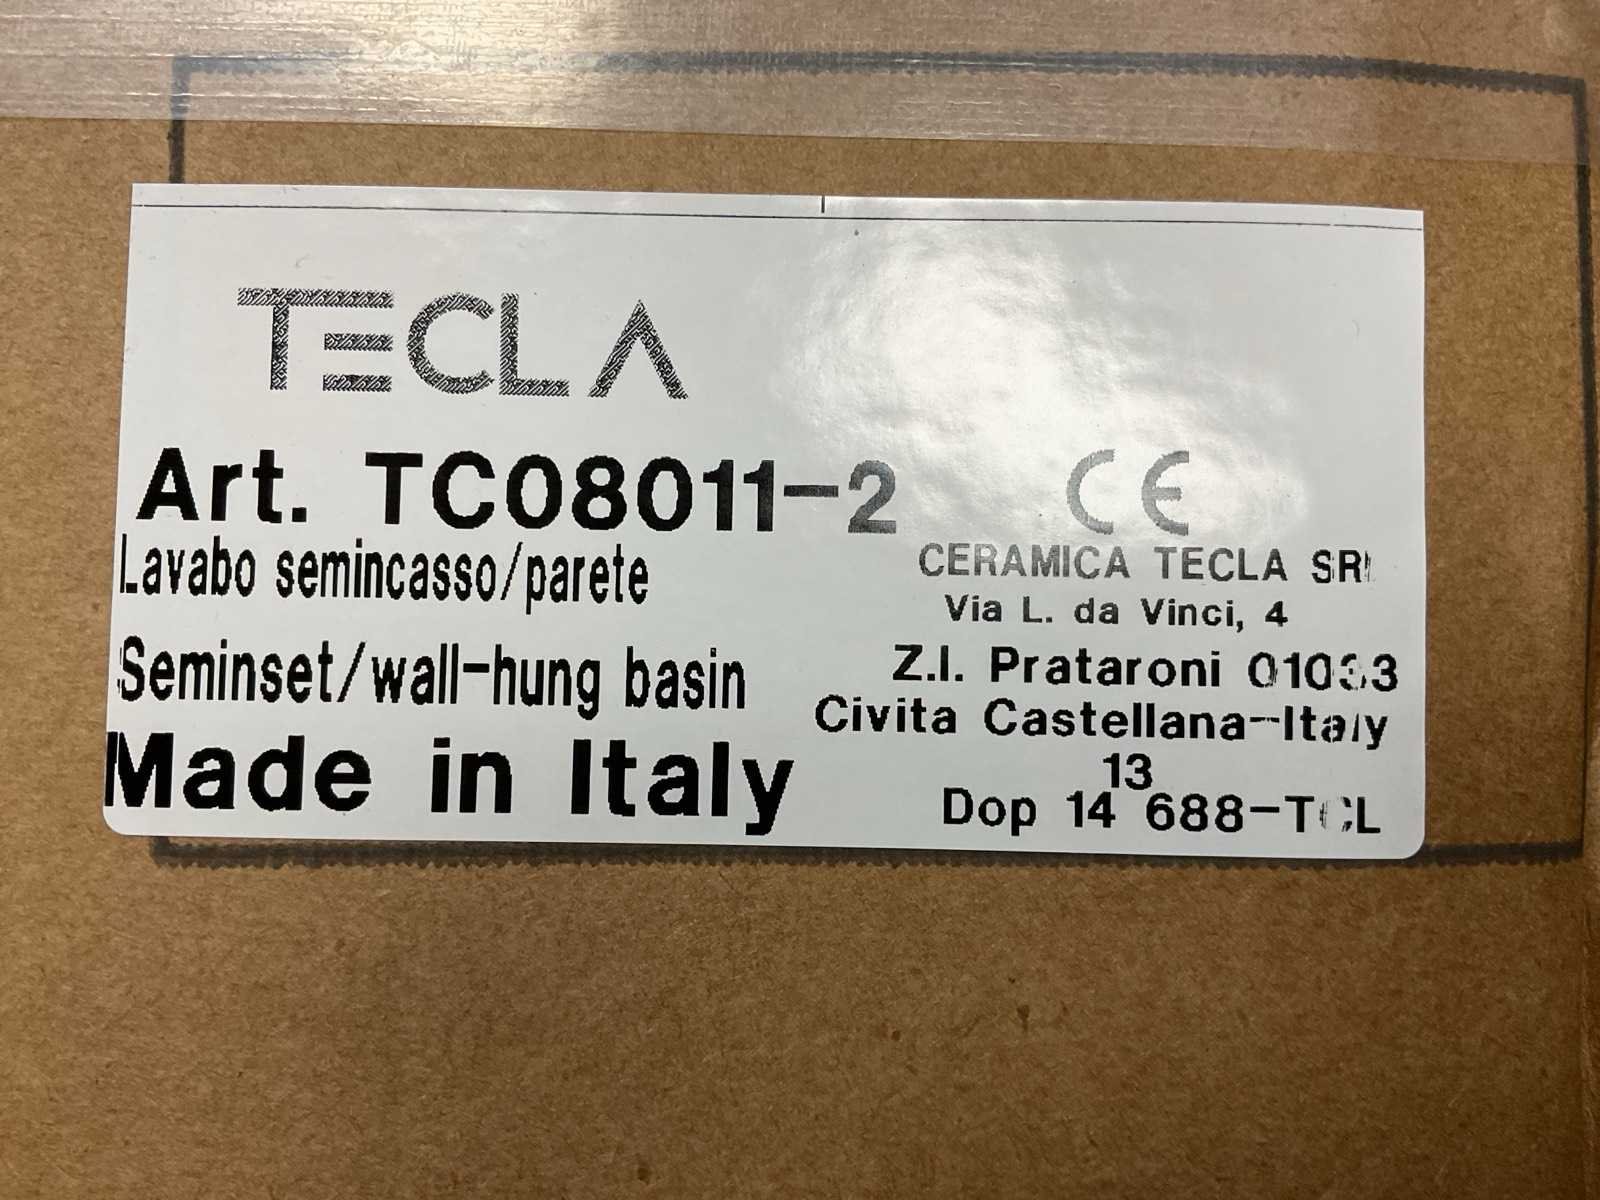 TECLA
Art. TC08011-2
Lavabo semincasso/parete
Seminset/wall-hung basin
Made in Italy
CE
CERAMICA TECLA SRL
Via L. da Vinci, 4
Z.I. Prataroni 01033
Civita Castellana-Italy
13
Dop 14 688-TCL